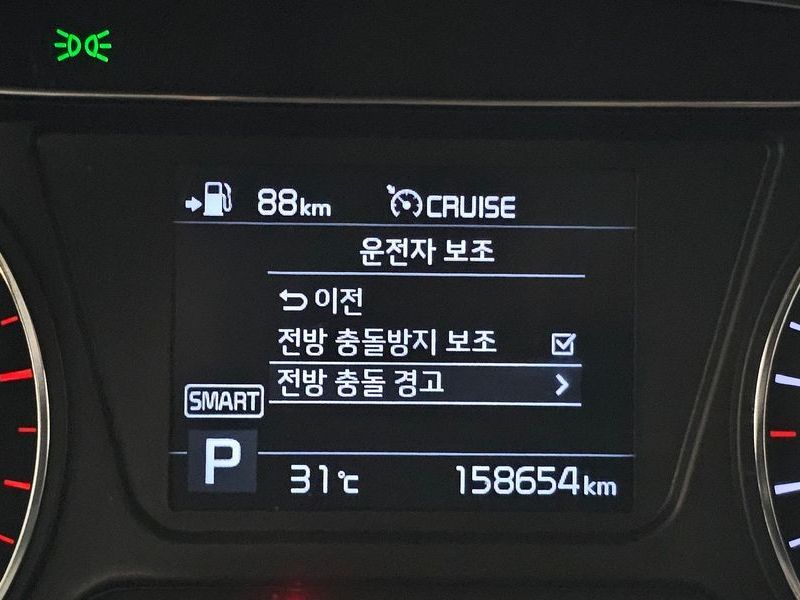 88km CRUISE
운전자 보조
이전
전방 충돌방지 보조
전방 충돌 경고
SMART
P 31℃ 158654km